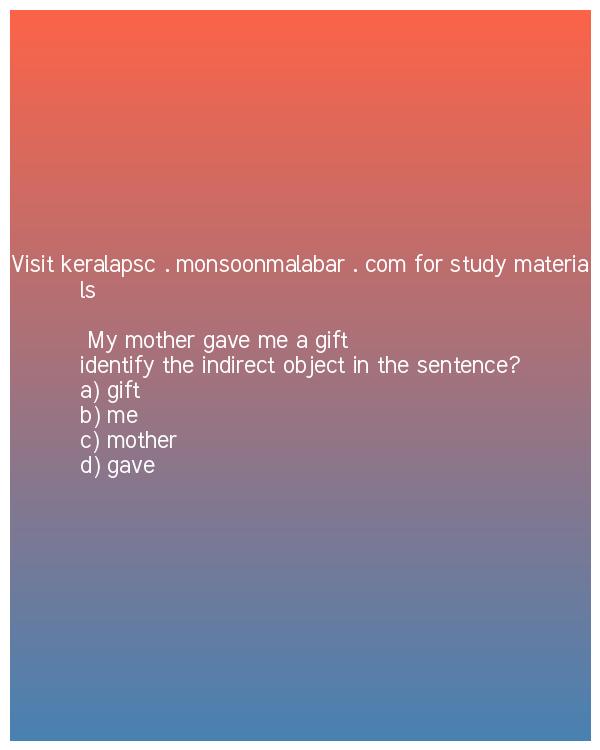 Visit keralapsc . monsoonmalabar . com for study materia
ls
My mother gave me a gift
identify the indirect object in the sentence?
a) gift
b) me
c) mother
d) gave